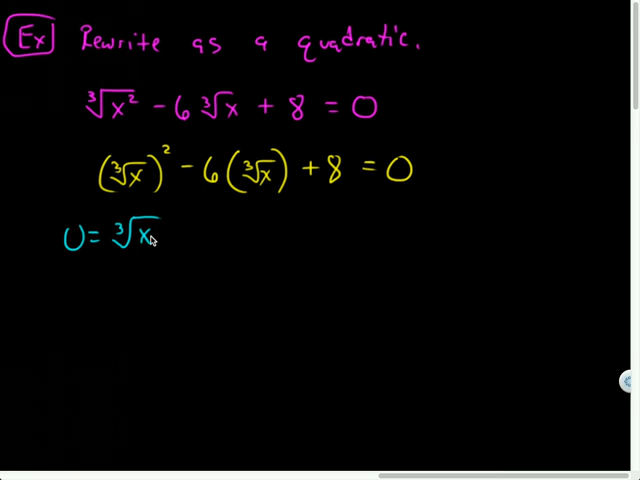 Ex Rewrite as a quadratic.
∛x² - 6∛x + 8 = 0
(∛x)² - 6(∛x) + 8 = 0
U = ∛x